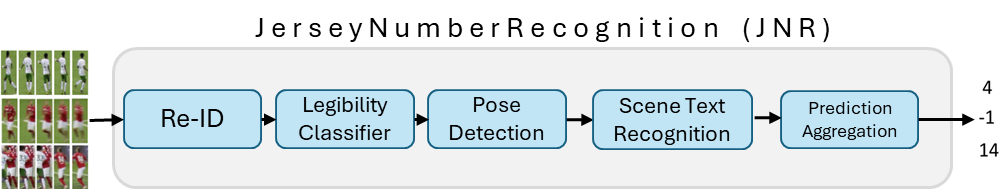 JerseyNumberRecognition (JNR)
Re-ID
Legibility
Classifier
Pose
Detection
Scene Text
Recognition
Prediction
Aggregation
4
-1
14